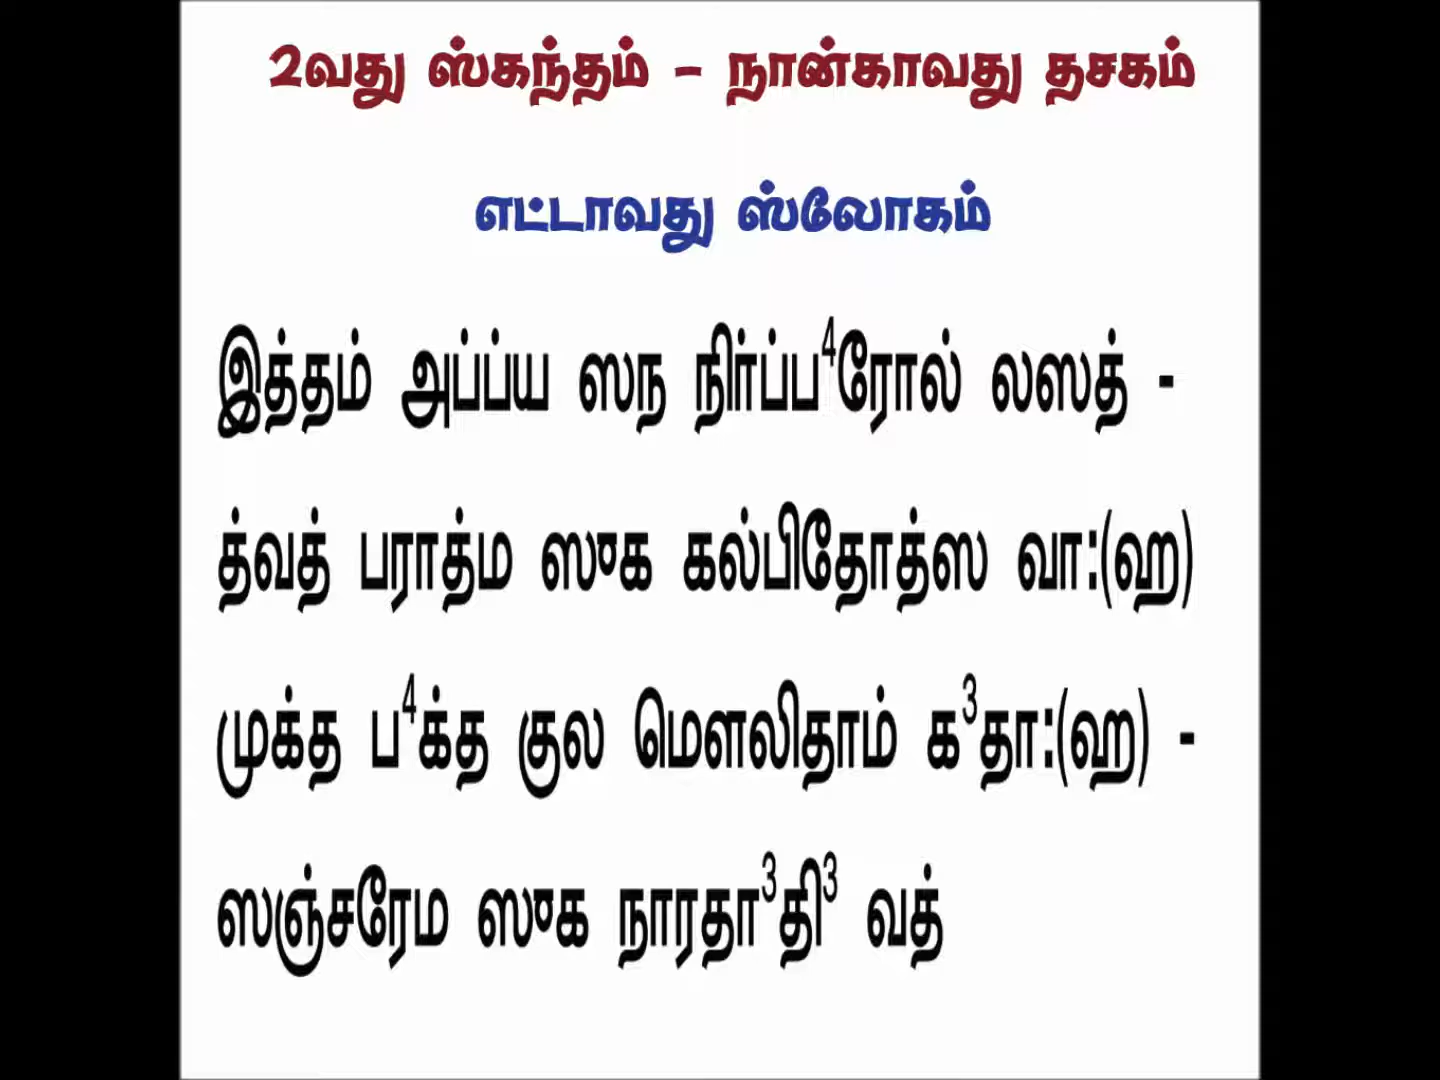 2வது ஸ்கந்தம் - நான்காவது தசகம்
எட்டாவது ஸ்லோகம்
இத்தம் அப்ப்ய ஸந நிர்ப்ப⁴ரோல் லஸத் -
த்வத் பராத்ம ஸுக கல்பிதோத்ஸ வா:(ஹ)
முக்த ப⁴க்த குல மௌலிதாம் க³தா:(ஹ) -
ஸஞ்சரேம ஸுக நாரதா³தி³ வத்